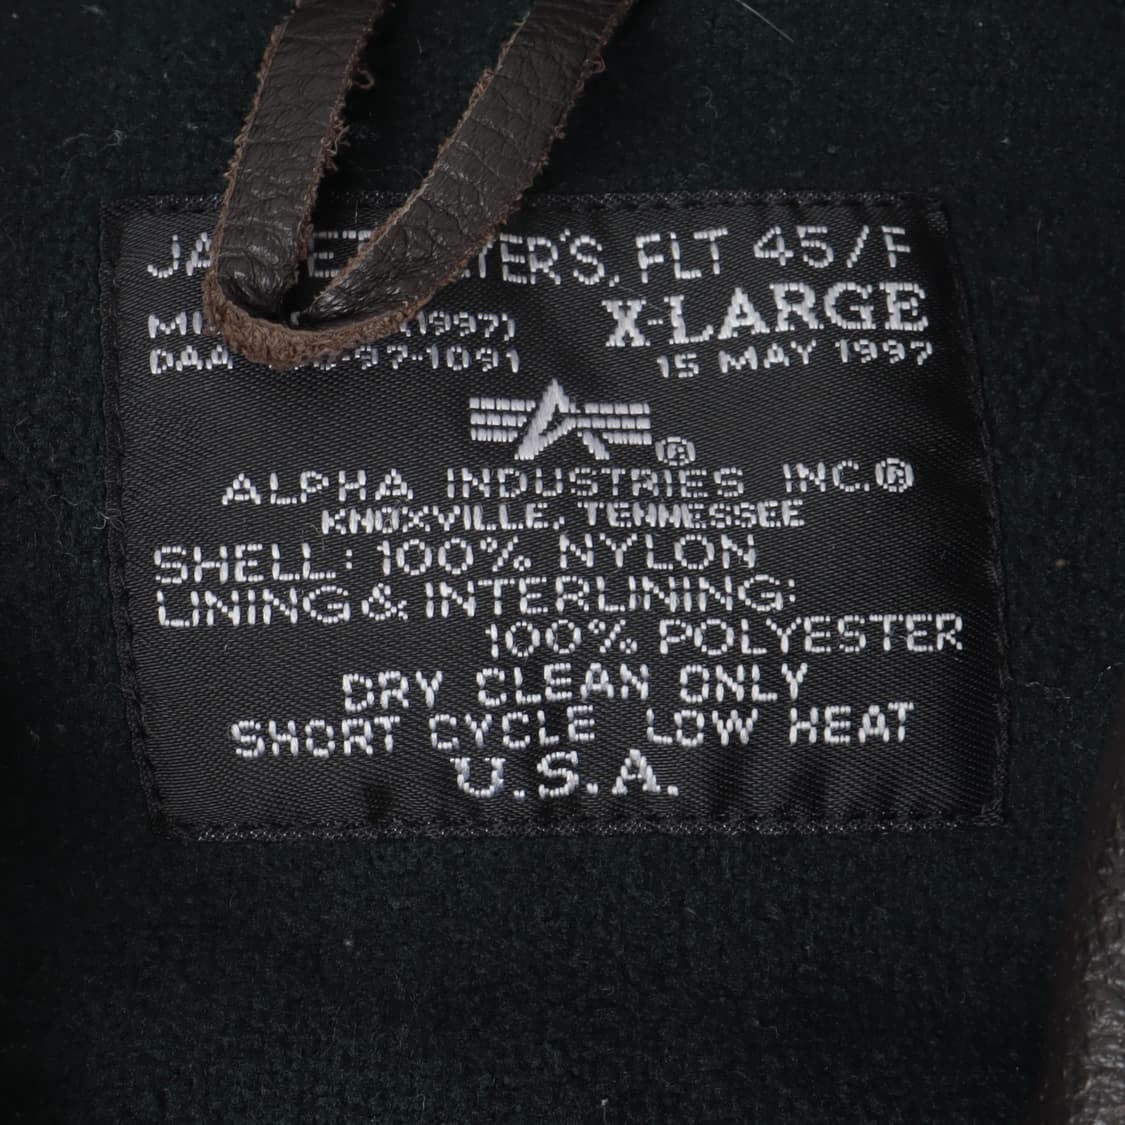 FLT 45/F
X-LARGE
(1997)
15 MAY 1997
ALPHA INDUSTRIES INC.®
KNOXVILLE, TENNESSEE
SHELL: 100% NYLON
LINING & INTERLINING:
100% POLYESTER
DRY CLEAN ONLY
SHORT CYCLE LOW HEAT
U.S.A.